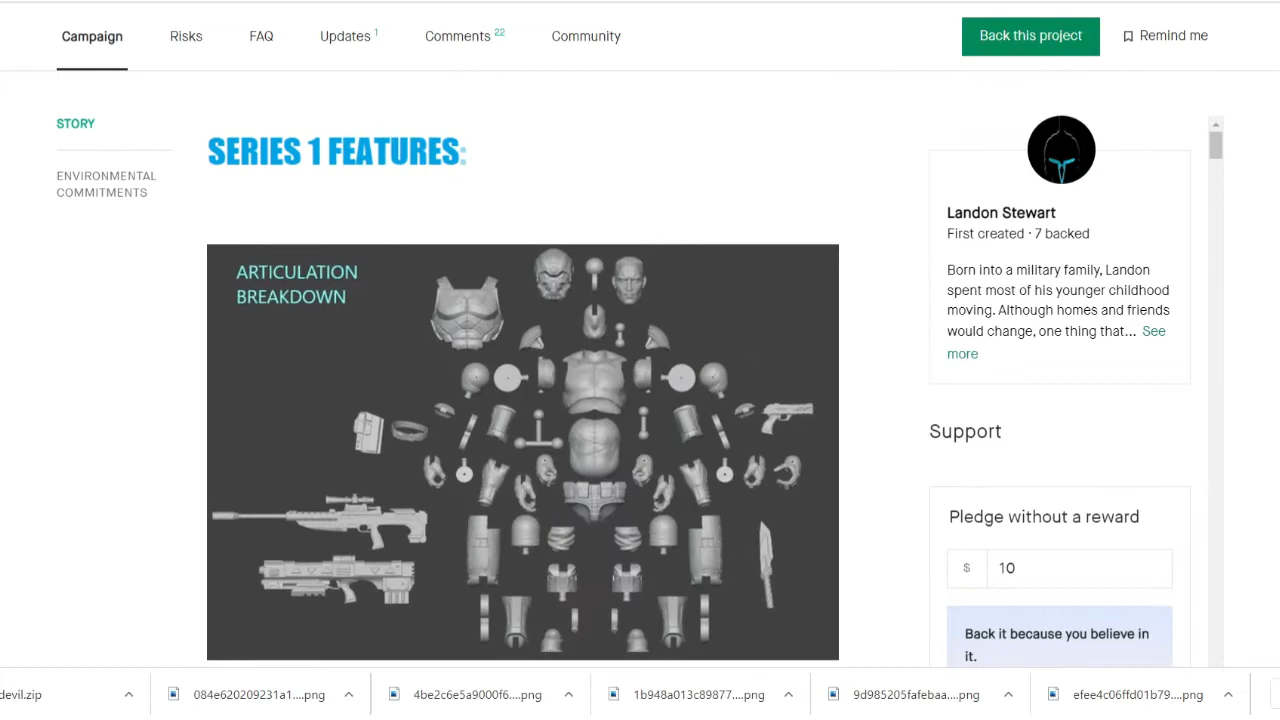 Campaign
Risks
FAQ
Updates 1
Comments 22
Community
Back this project
Remind me
STORY
ENVIRONMENTAL
COMMITMENTS
SERIES 1 FEATURES:
ARTICULATION
BREAKDOWN
Landon Stewart
First created · 7 backed
Born into a military family, Landon
spent most of his younger childhood
moving. Although homes and friends
would change, one thing that... See
more
Support
Pledge without a reward
$ 10
Back it because you believe in
it.
devil.zip
084e620209231a1....png
4be2c6e5a9000f6....png
1b948a013c89877....png
9d985205fafebaa....png
efee4c06ffd01b79....png